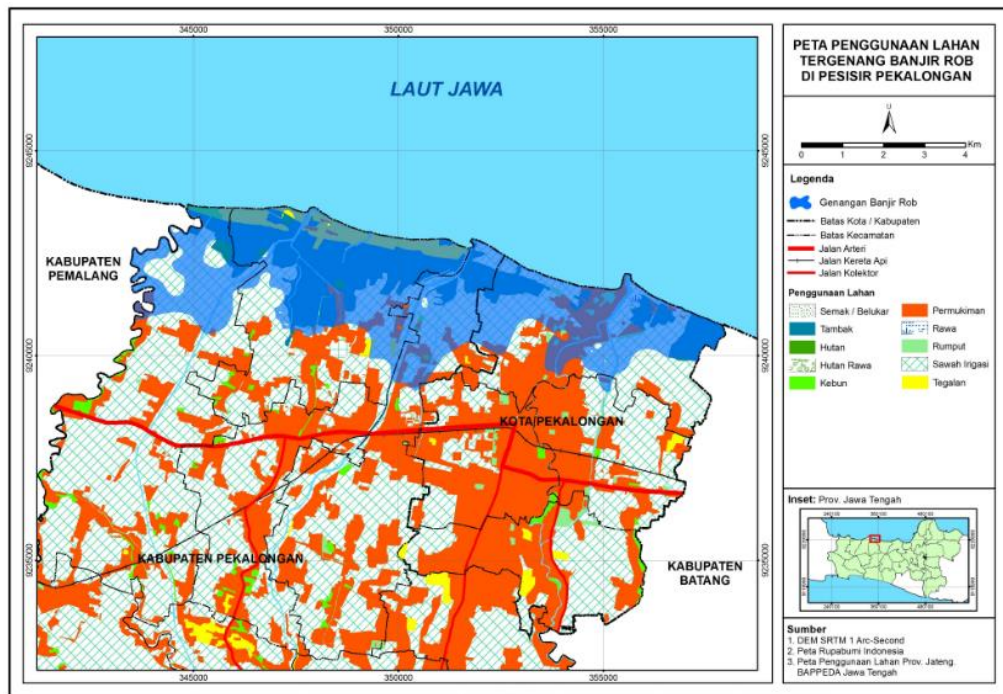 345000 350000 355000
LAUT JAWA
9245000 9245000
KABUPATEN
PEMALANG
9240000 9240000
KOTA PEKALONGAN
KABUPATEN PEKALONGAN
9235000 9235000
KABUPATEN
BATANG
345000 350000 355000
PETA PENGGUNAAN LAHAN
TERGENANG BANJIR ROB
DI PESISIR PEKALONGAN
U
Km
0 1 2 3 4
Legenda
Genangan Banjir Rob
Batas Kota / Kabupaten
Batas Kecamatan
Jalan Arteri
Jalan Kereta Api
Jalan Kolektor
Penggunaan Lahan
Semak / Belukar
Tambak
Hutan
Hutan Rawa
Kebun
Permukiman
Rawa
Rumput
Sawah Irigasi
Tegalan
Inset: Prov. Jawa Tengah
Sumber
1. DEM SRTM 1 Arc-Second
2. Peta Rupabumi Indonesia
3. Peta Penggunaan Lahan Prov. Jateng.
BAPPEDA Jawa Tengah